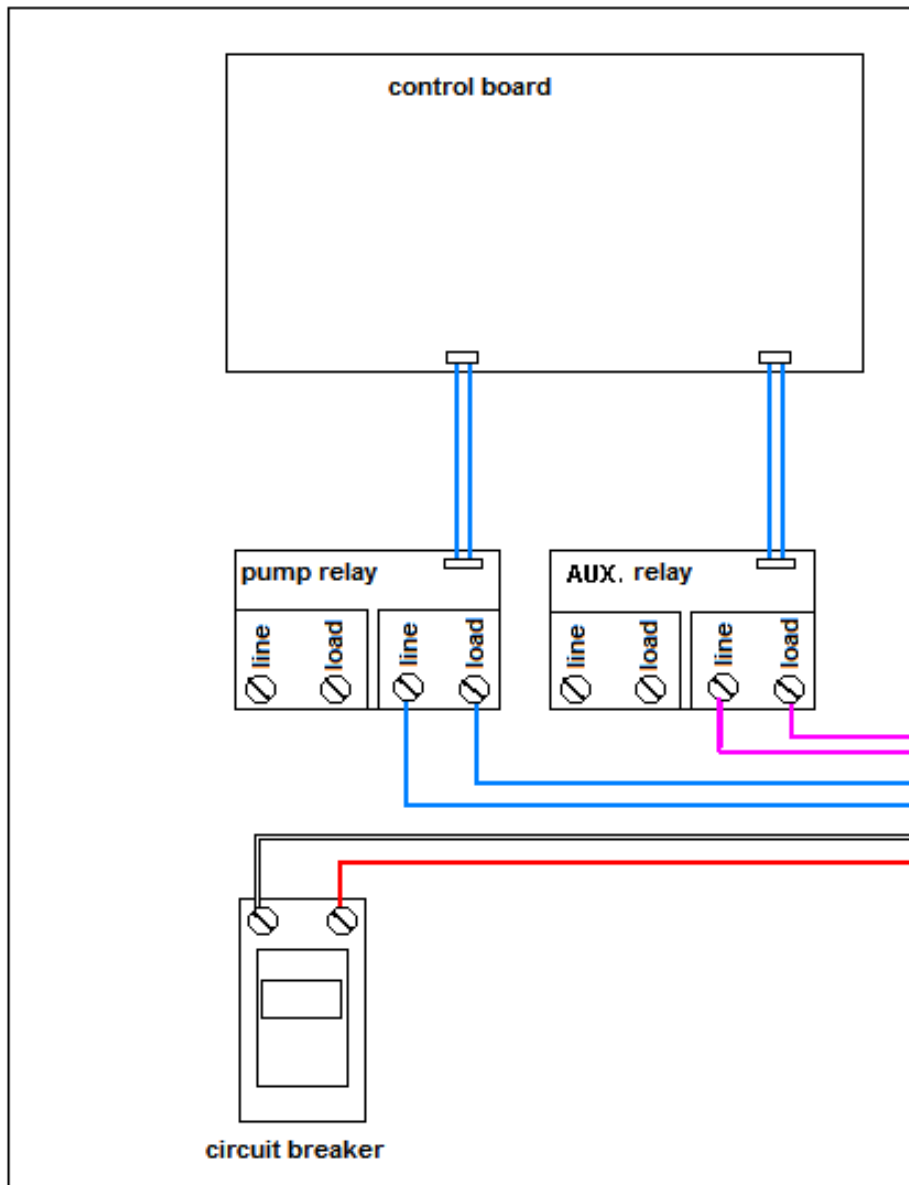 control board
pump relay
AUX. relay
line
load
line
load
line
load
line
load
circuit breaker